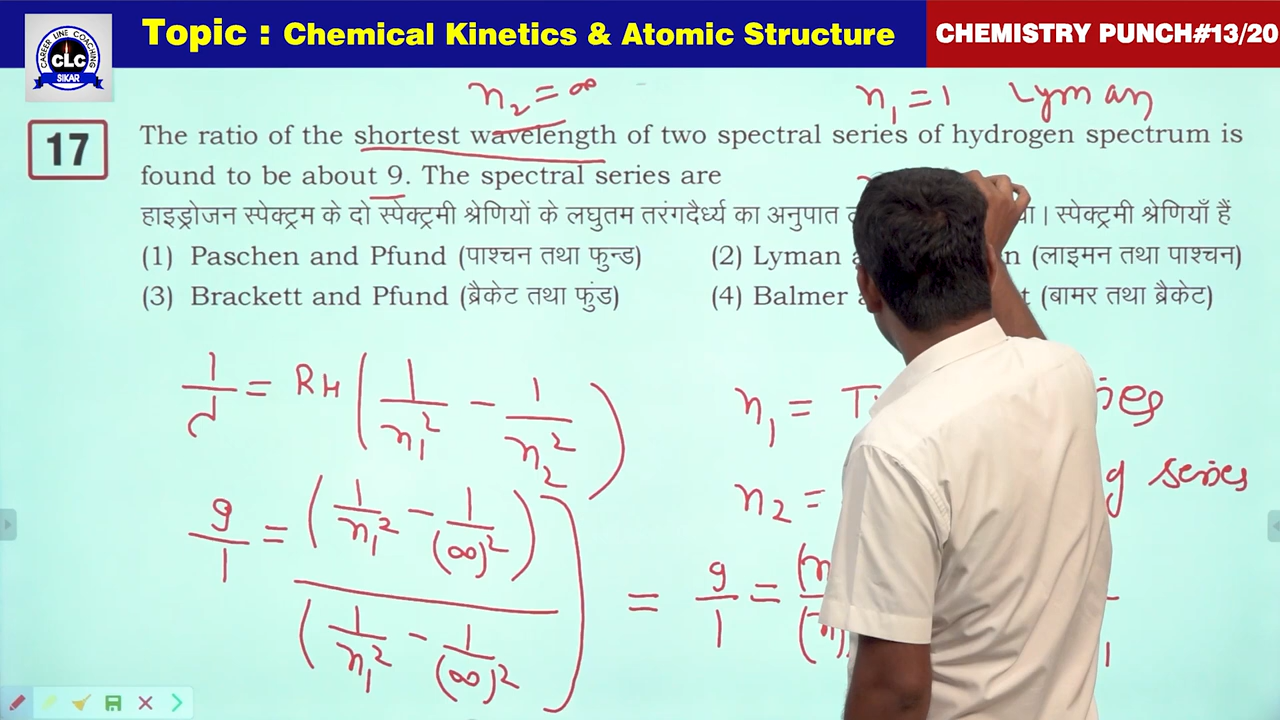 CAREER LINE COACHING
CLC
SIKAR
Topic : Chemical Kinetics & Atomic Structure
CHEMISTRY PUNCH#13/20
n₂ = ∞
n₁ = 1 Lyman
17
The ratio of the shortest wavelength of two spectral series of hydrogen spectrum is
found to be about 9. The spectral series are
हाइड्रोजन स्पेक्ट्रम के दो स्पेक्ट्रमी श्रेणियों के लघुतम तरंगदैर्ध्य का अनुपात । स्पेक्ट्रमी श्रेणियाँ हैं
(1) Paschen and Pfund (पाश्चन तथा फुन्ड)
(2) Lyman (लाइमन तथा पाश्चन)
(3) Brackett and Pfund (ब्रैकेट तथा फुंड)
(4) Balmer (बामर तथा ब्रैकेट)
1/λ = RH (1/n₁² - 1/n₂²)
n₁ =
n₂ = series
9/1 = (1/n₁² - 1/(∞)²) / (1/n₁² - 1/(∞)²)
= 9/1 =